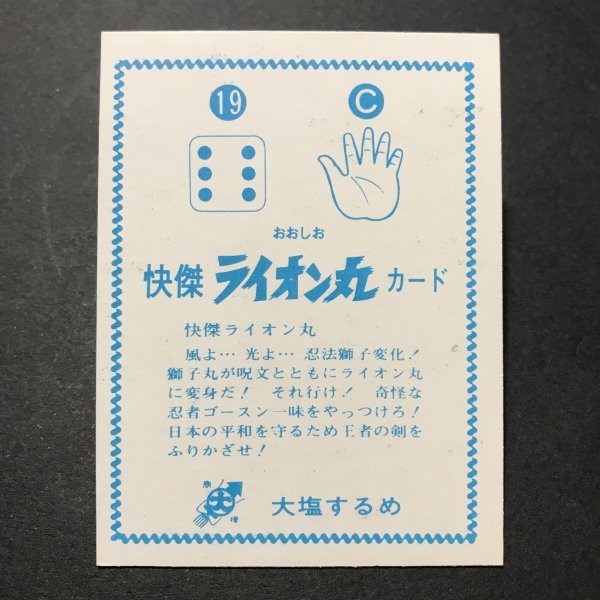 19 C
おおしお
快傑 ライオン丸 カード
快傑ライオン丸
風よ… 光よ… 忍法獅子変化!
獅子丸が呪文とともにライオン丸
に変身だ! それ行け! 奇怪な
忍者ゴースン一味をやっつけろ!
日本の平和を守るため王者の剣を
ふりかざせ!
大
大塩するめ